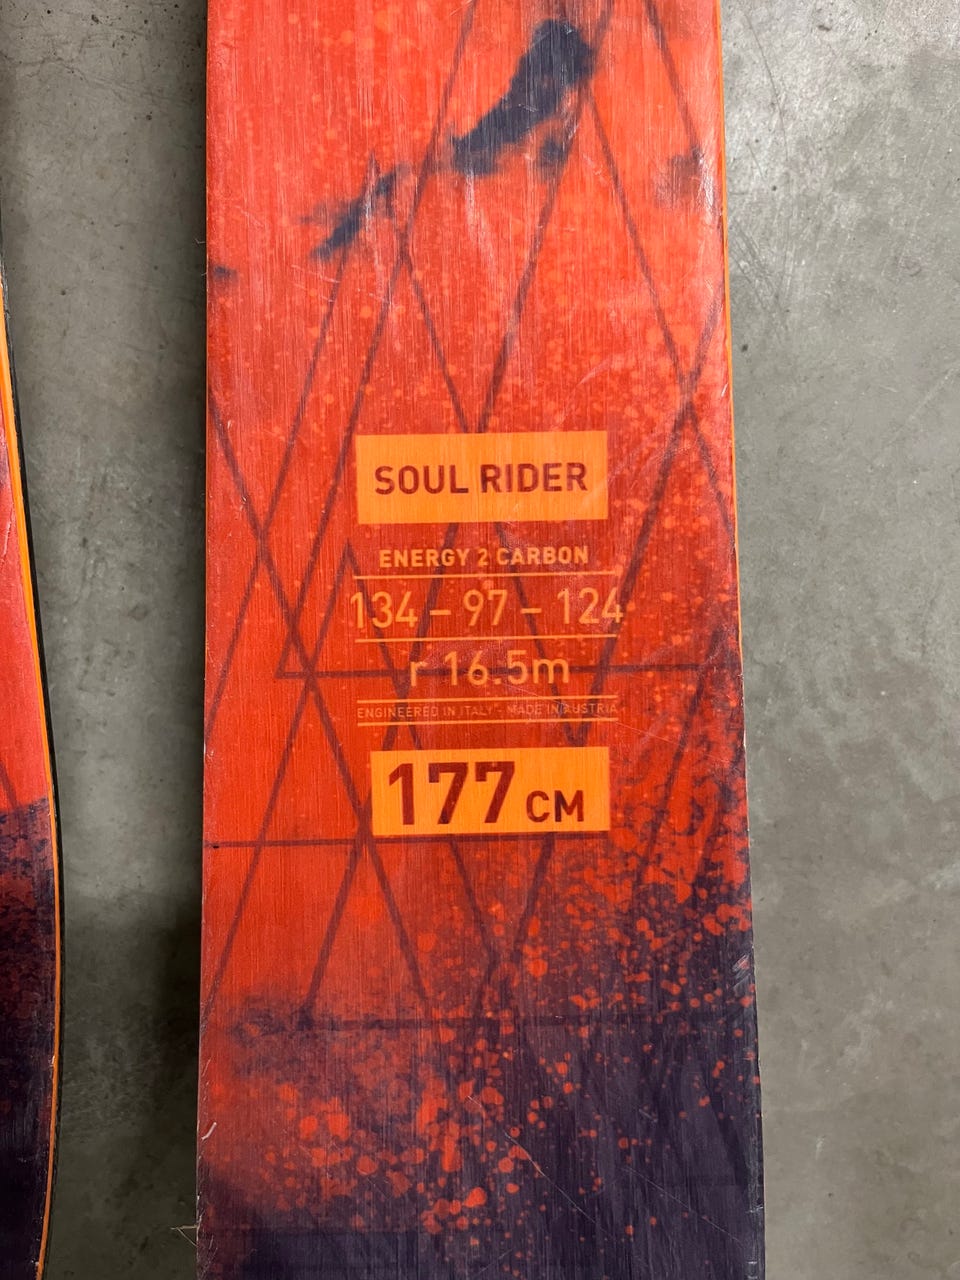 SOUL RIDER
ENERGY 2 CARBON
134 – 97 – 124
r 16.5m
ENGINEERED IN ITALY - MADE IN AUSTRIA
177 CM